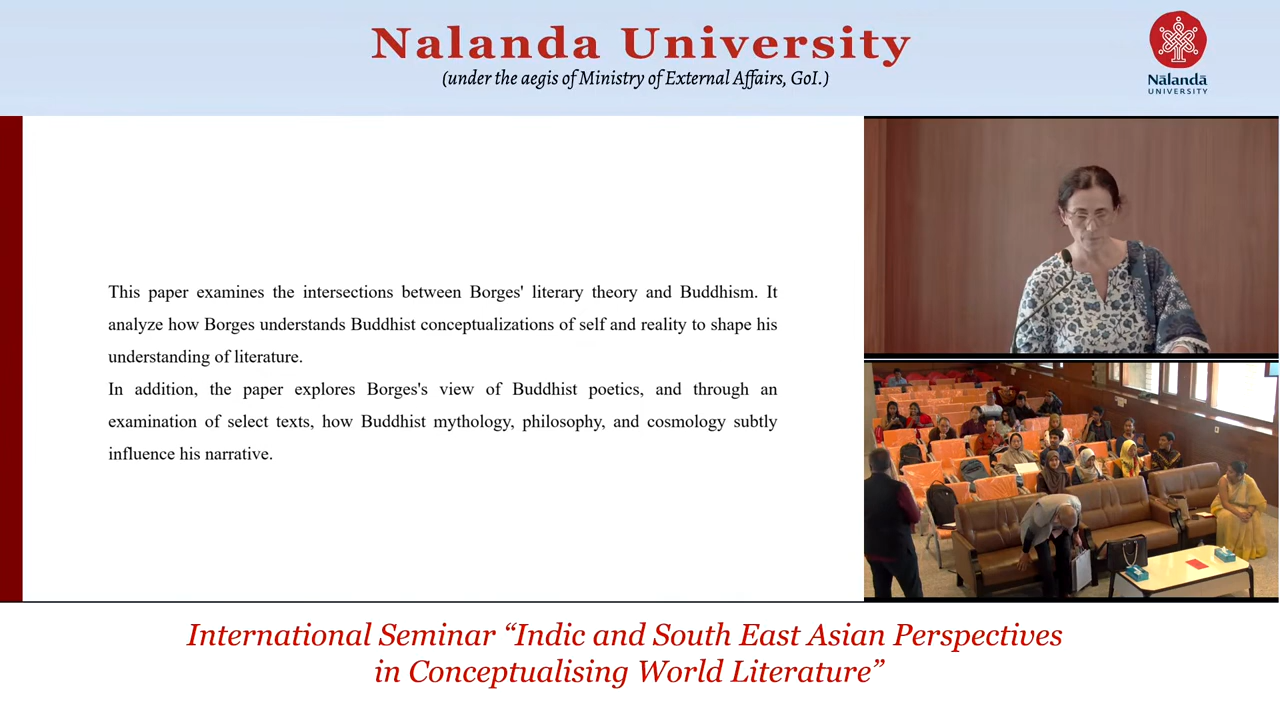 Nalanda University
(under the aegis of Ministry of External Affairs, GoI.)
Nālandā
UNIVERSITY
This paper examines the intersections between Borges' literary theory and Buddhism. It
analyze how Borges understands Buddhist conceptualizations of self and reality to shape his
understanding of literature.
In addition, the paper explores Borges's view of Buddhist poetics, and through an
examination of select texts, how Buddhist mythology, philosophy, and cosmology subtly
influence his narrative.
International Seminar “Indic and South East Asian Perspectives
in Conceptualising World Literature”